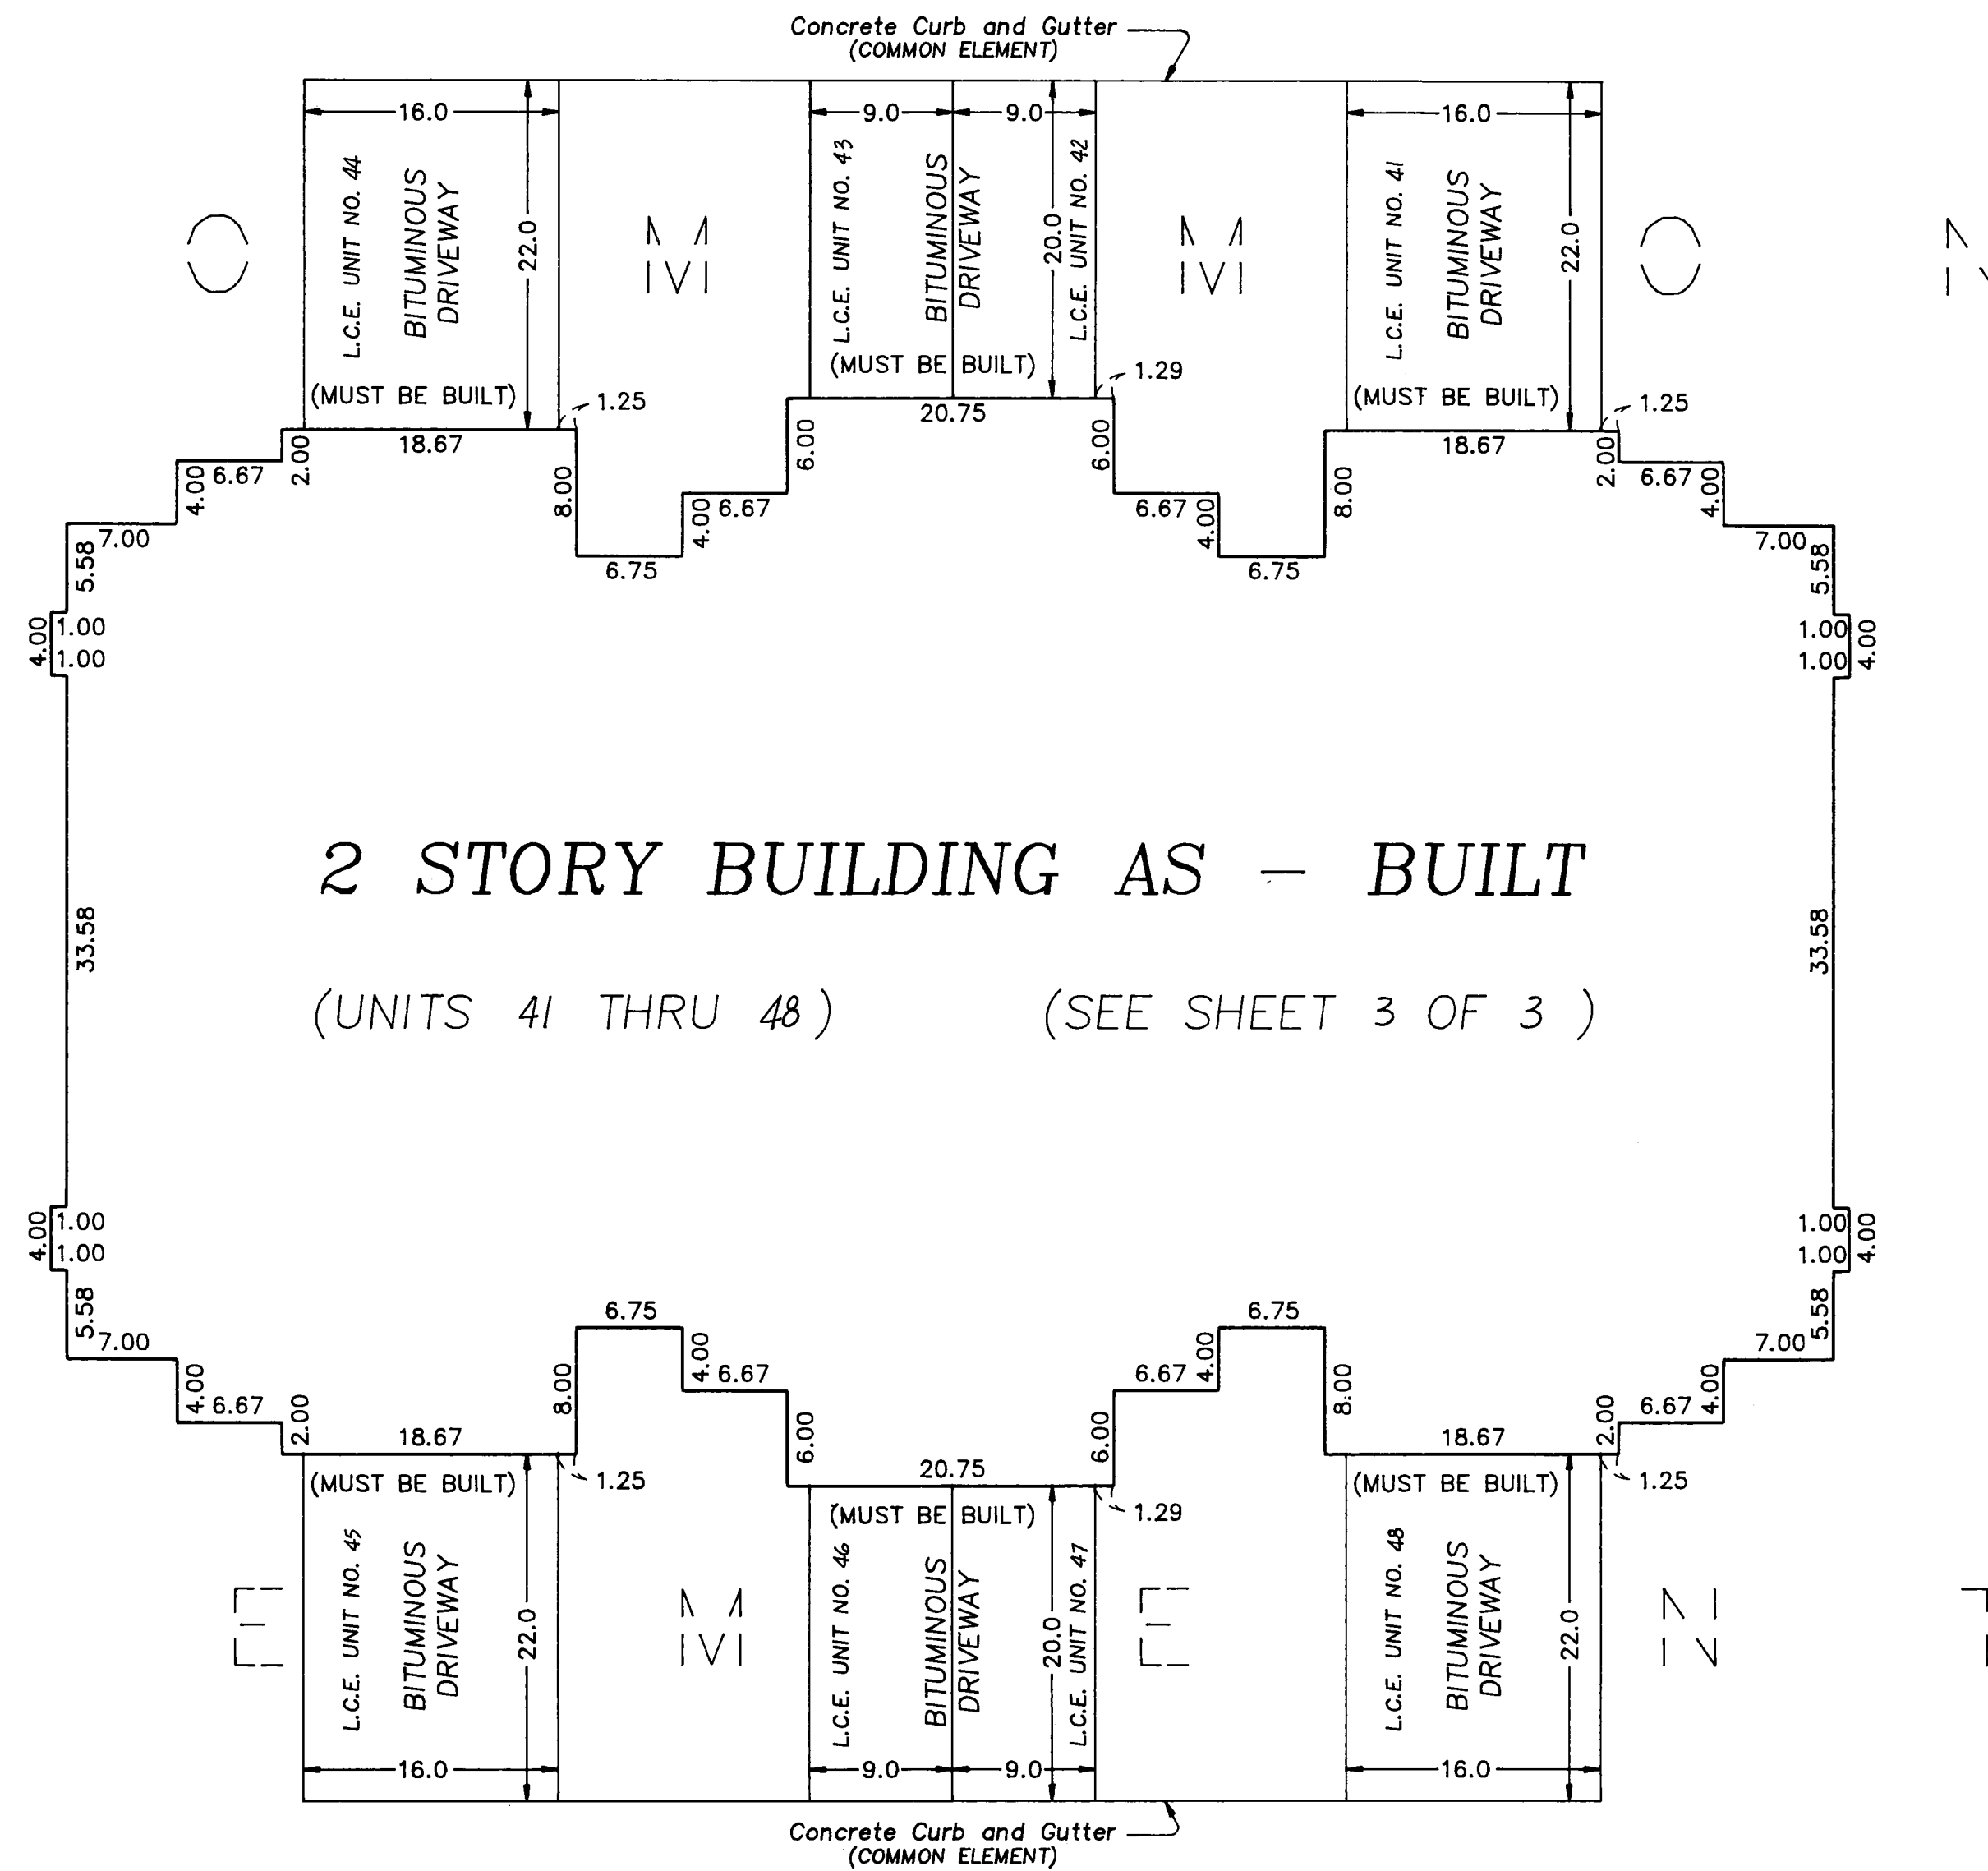 Concrete Curb and Gutter
(COMMON ELEMENT)
16.0
9.0
9.0
16.0
L.C.E. UNIT NO. 44
BITUMINOUS
DRIVEWAY
22.0
(MUST BE BUILT)
L.C.E. UNIT NO. 43
BITUMINOUS
DRIVEWAY
20.0
L.C.E. UNIT NO. 42
(MUST BE BUILT)
L.C.E. UNIT NO. 41
BITUMINOUS
DRIVEWAY
22.0
(MUST BE BUILT)
O M M O N
1.25
1.29
1.25
18.67
20.75
18.67
7.00
4.00
6.67
2.00
8.00
6.75
4.00
6.67
6.00
6.00
6.67
4.00
6.75
8.00
2.00
6.67
4.00
7.00
5.58
5.58
4.00
1.00
1.00
1.00
1.00
4.00
2 STORY BUILDING AS - BUILT
33.58
33.58
(UNITS 41 THRU 48) (SEE SHEET 3 OF 3 )
4.00
1.00
1.00
1.00
1.00
4.00
5.58
5.58
7.00
4.00
6.67
2.00
8.00
6.75
4.00
6.67
6.00
6.00
6.67
4.00
6.75
8.00
2.00
6.67
4.00
7.00
18.67
20.75
18.67
1.25
1.29
1.25
(MUST BE BUILT)
L.C.E. UNIT NO. 45
BITUMINOUS
DRIVEWAY
22.0
(MUST BE BUILT)
L.C.E. UNIT NO. 46
BITUMINOUS
DRIVEWAY
20.0
L.C.E. UNIT NO. 47
(MUST BE BUILT)
L.C.E. UNIT NO. 48
BITUMINOUS
DRIVEWAY
22.0
E M E N T
16.0
9.0
9.0
16.0
Concrete Curb and Gutter
(COMMON ELEMENT)